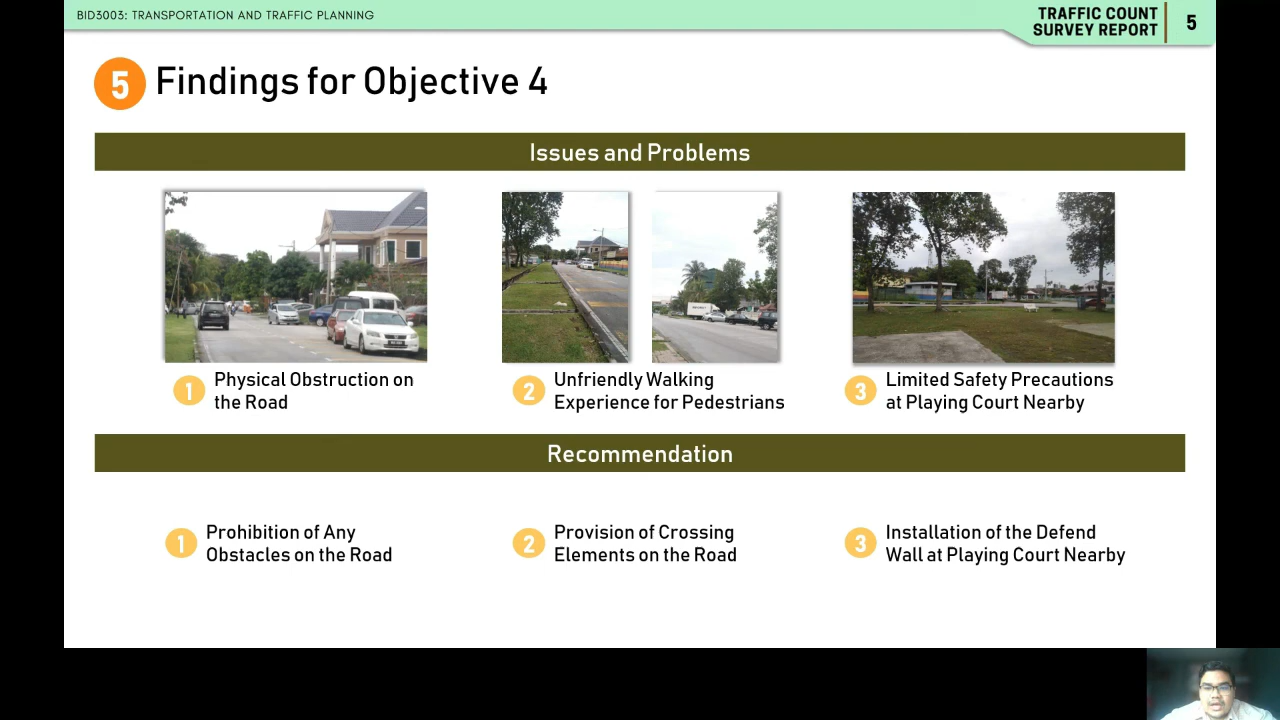 BID3003: TRANSPORTATION AND TRAFFIC PLANNING
TRAFFIC COUNT
SURVEY REPORT
5
5
Findings for Objective 4
Issues and Problems
1
Physical Obstruction on
the Road
2
Unfriendly Walking
Experience for Pedestrians
3
Limited Safety Precautions
at Playing Court Nearby
Recommendation
1
Prohibition of Any
Obstacles on the Road
2
Provision of Crossing
Elements on the Road
3
Installation of the Defend
Wall at Playing Court Nearby